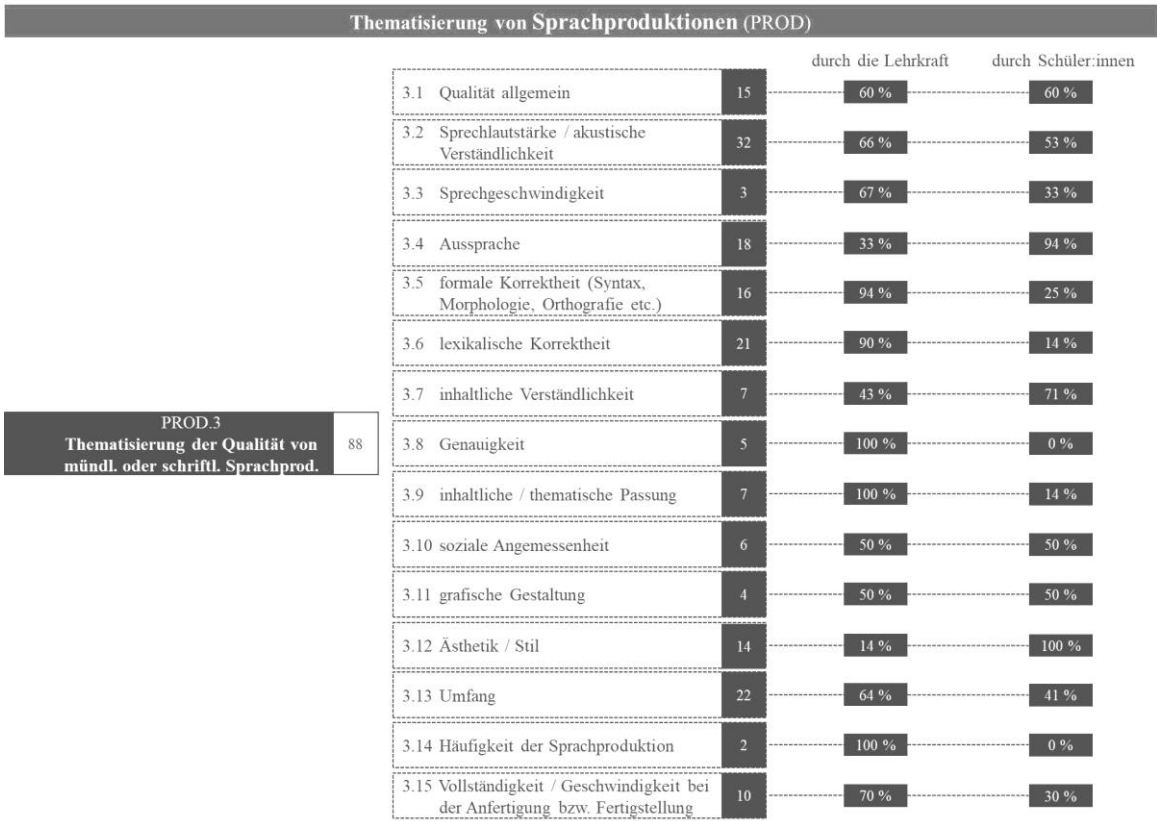 Thematisierung von Sprachproduktionen (PROD)
durch die Lehrkraft durch Schüler:innen
3.1 Qualität allgemein 15 60 % 60 %
3.2 Sprechlautstärke / akustische
Verständlichkeit 32 66 % 53 %
3.3 Sprechgeschwindigkeit 3 67 % 33 %
3.4 Aussprache 18 33 % 94 %
3.5 formale Korrektheit (Syntax,
Morphologie, Orthografie etc.) 16 94 % 25 %
3.6 lexikalische Korrektheit 21 90 % 14 %
3.7 inhaltliche Verständlichkeit 7 43 % 71 %
PROD.3
Thematisierung der Qualität von
mündl. oder schriftl. Sprachprod.
88
3.8 Genauigkeit 5 100 % 0 %
3.9 inhaltliche / thematische Passung 7 100 % 14 %
3.10 soziale Angemessenheit 6 50 % 50 %
3.11 grafische Gestaltung 4 50 % 50 %
3.12 Ästhetik / Stil 14 14 % 100 %
3.13 Umfang 22 64 % 41 %
3.14 Häufigkeit der Sprachproduktion 2 100 % 0 %
3.15 Vollständigkeit / Geschwindigkeit bei
der Anfertigung bzw. Fertigstellung 10 70 % 30 %